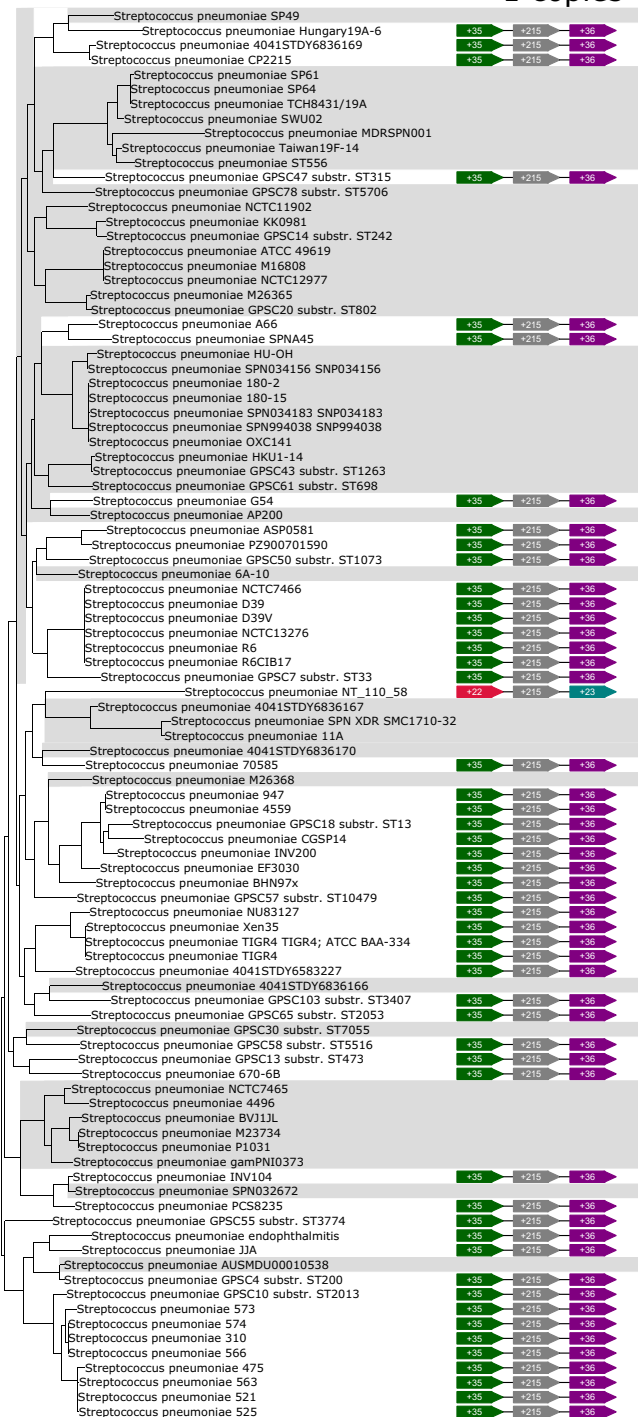 Streptococcus pneumoniae SP49
Streptococcus pneumoniae Hungary19A-6 +35 +215 +36
Streptococcus pneumoniae 4041STDY6836169 +35 +215 +36
Streptococcus pneumoniae CP2215 +35 +215 +36
Streptococcus pneumoniae SP61
Streptococcus pneumoniae SP64
Streptococcus pneumoniae TCH8431/19A
Streptococcus pneumoniae SWU02
Streptococcus pneumoniae MDRSPN001
Streptococcus pneumoniae Taiwan19F-14
Streptococcus pneumoniae ST556
Streptococcus pneumoniae GPSC47 substr. ST315 +35 +215 +36
Streptococcus pneumoniae GPSC78 substr. ST5706
Streptococcus pneumoniae NCTC11902
Streptococcus pneumoniae KK0981
Streptococcus pneumoniae GPSC14 substr. ST242
Streptococcus pneumoniae ATCC 49619
Streptococcus pneumoniae M16808
Streptococcus pneumoniae NCTC12977
Streptococcus pneumoniae M26365
Streptococcus pneumoniae GPSC20 substr. ST802
Streptococcus pneumoniae A66 +35 +215 +36
Streptococcus pneumoniae SPNA45 +35 +215 +36
Streptococcus pneumoniae HU-OH
Streptococcus pneumoniae SPN034156 SNP034156
Streptococcus pneumoniae 180-2
Streptococcus pneumoniae 180-15
Streptococcus pneumoniae SPN034183 SNP034183
Streptococcus pneumoniae SPN994038 SNP994038
Streptococcus pneumoniae OXC141
Streptococcus pneumoniae HKU1-14
Streptococcus pneumoniae GPSC43 substr. ST1263
Streptococcus pneumoniae GPSC61 substr. ST698
Streptococcus pneumoniae G54 +35 +215 +36
Streptococcus pneumoniae AP200
Streptococcus pneumoniae ASP0581 +35 +215 +36
Streptococcus pneumoniae PZ900701590 +35 +215 +36
Streptococcus pneumoniae GPSC50 substr. ST1073 +35 +215 +36
Streptococcus pneumoniae 6A-10
Streptococcus pneumoniae NCTC7466 +35 +215 +36
Streptococcus pneumoniae D39 +35 +215 +36
Streptococcus pneumoniae D39V +35 +215 +36
Streptococcus pneumoniae NCTC13276 +35 +215 +36
Streptococcus pneumoniae R6 +35 +215 +36
Streptococcus pneumoniae R6CIB17 +35 +215 +36
Streptococcus pneumoniae GPSC7 substr. ST33 +35 +215 +36
Streptococcus pneumoniae NT_110_58 +22 +215 +23
Streptococcus pneumoniae 4041STDY6836167
Streptococcus pneumoniae SPN XDR SMC1710-32
Streptococcus pneumoniae 11A
Streptococcus pneumoniae 4041STDY6836170
Streptococcus pneumoniae 70585 +35 +215 +36
Streptococcus pneumoniae M26368
Streptococcus pneumoniae 947 +35 +215 +36
Streptococcus pneumoniae 4559 +35 +215 +36
Streptococcus pneumoniae GPSC18 substr. ST13 +35 +215 +36
Streptococcus pneumoniae CGSP14 +35 +215 +36
Streptococcus pneumoniae INV200 +35 +215 +36
Streptococcus pneumoniae EF3030 +35 +215 +36
Streptococcus pneumoniae BHN97x +35 +215 +36
Streptococcus pneumoniae GPSC57 substr. ST10479 +35 +215 +36
Streptococcus pneumoniae NU83127 +35 +215 +36
Streptococcus pneumoniae Xen35 +35 +215 +36
Streptococcus pneumoniae TIGR4 TIGR4; ATCC BAA-334 +35 +215 +36
Streptococcus pneumoniae TIGR4 +35 +215 +36
Streptococcus pneumoniae 4041STDY6583227 +35 +215 +36
Streptococcus pneumoniae 4041STDY6836166
Streptococcus pneumoniae GPSC103 substr. ST3407 +35 +215 +36
Streptococcus pneumoniae GPSC65 substr. ST2053 +35 +215 +36
Streptococcus pneumoniae GPSC30 substr. ST7055
Streptococcus pneumoniae GPSC58 substr. ST5516 +35 +215 +36
Streptococcus pneumoniae GPSC13 substr. ST473 +35 +215 +36
Streptococcus pneumoniae 670-6B +35 +215 +36
Streptococcus pneumoniae NCTC7465
Streptococcus pneumoniae 4496
Streptococcus pneumoniae BVJ1JL
Streptococcus pneumoniae M23734
Streptococcus pneumoniae P1031
Streptococcus pneumoniae gamPNI0373
Streptococcus pneumoniae INV104 +35 +215 +36
Streptococcus pneumoniae SPN032672
Streptococcus pneumoniae PCS8235 +35 +215 +36
Streptococcus pneumoniae GPSC55 substr. ST3774 +35 +215 +36
Streptococcus pneumoniae endophthalmitis +35 +215 +36
Streptococcus pneumoniae JJA +35 +215 +36
Streptococcus pneumoniae AUSMDU00010538
Streptococcus pneumoniae GPSC4 substr. ST200 +35 +215 +36
Streptococcus pneumoniae GPSC10 substr. ST2013 +35 +215 +36
Streptococcus pneumoniae 573 +35 +215 +36
Streptococcus pneumoniae 574 +35 +215 +36
Streptococcus pneumoniae 310 +35 +215 +36
Streptococcus pneumoniae 566 +35 +215 +36
Streptococcus pneumoniae 475 +35 +215 +36
Streptococcus pneumoniae 563 +35 +215 +36
Streptococcus pneumoniae 521 +35 +215 +36
Streptococcus pneumoniae 525 +35 +215 +36